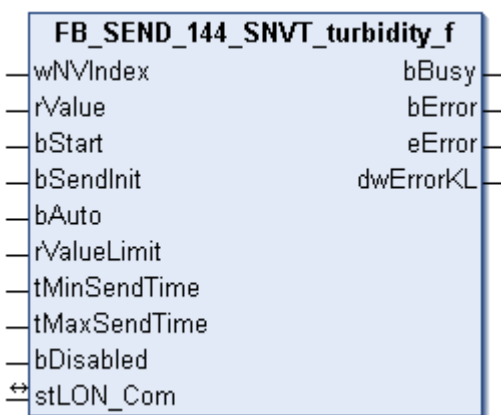 FB_SEND_144_SNVT_turbidity_f
wNVIndex bBusy
rValue bError
bStart eError
bSendInit dwErrorKL
bAuto
rValueLimit
tMinSendTime
tMaxSendTime
bDisabled
stLON_Com